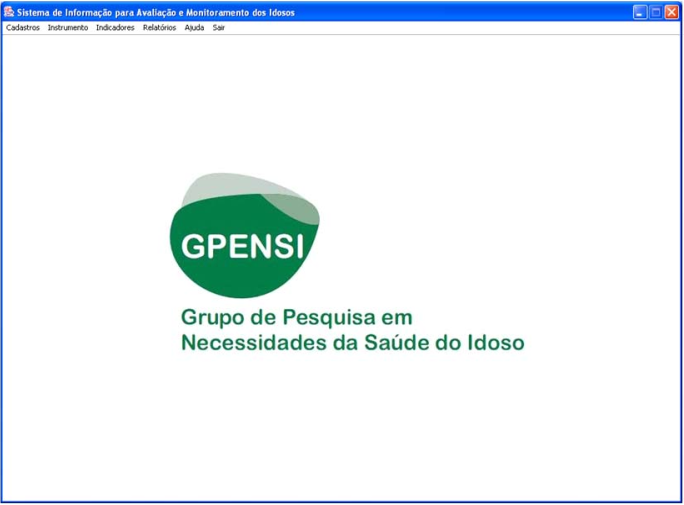 Sistema de Informação para Avaliação e Monitoramento dos Idosos
Cadastros Instrumento Indicadores Relatórios Ajuda Sair
GPENSI
Grupo de Pesquisa em
Necessidades da Saúde do Idoso